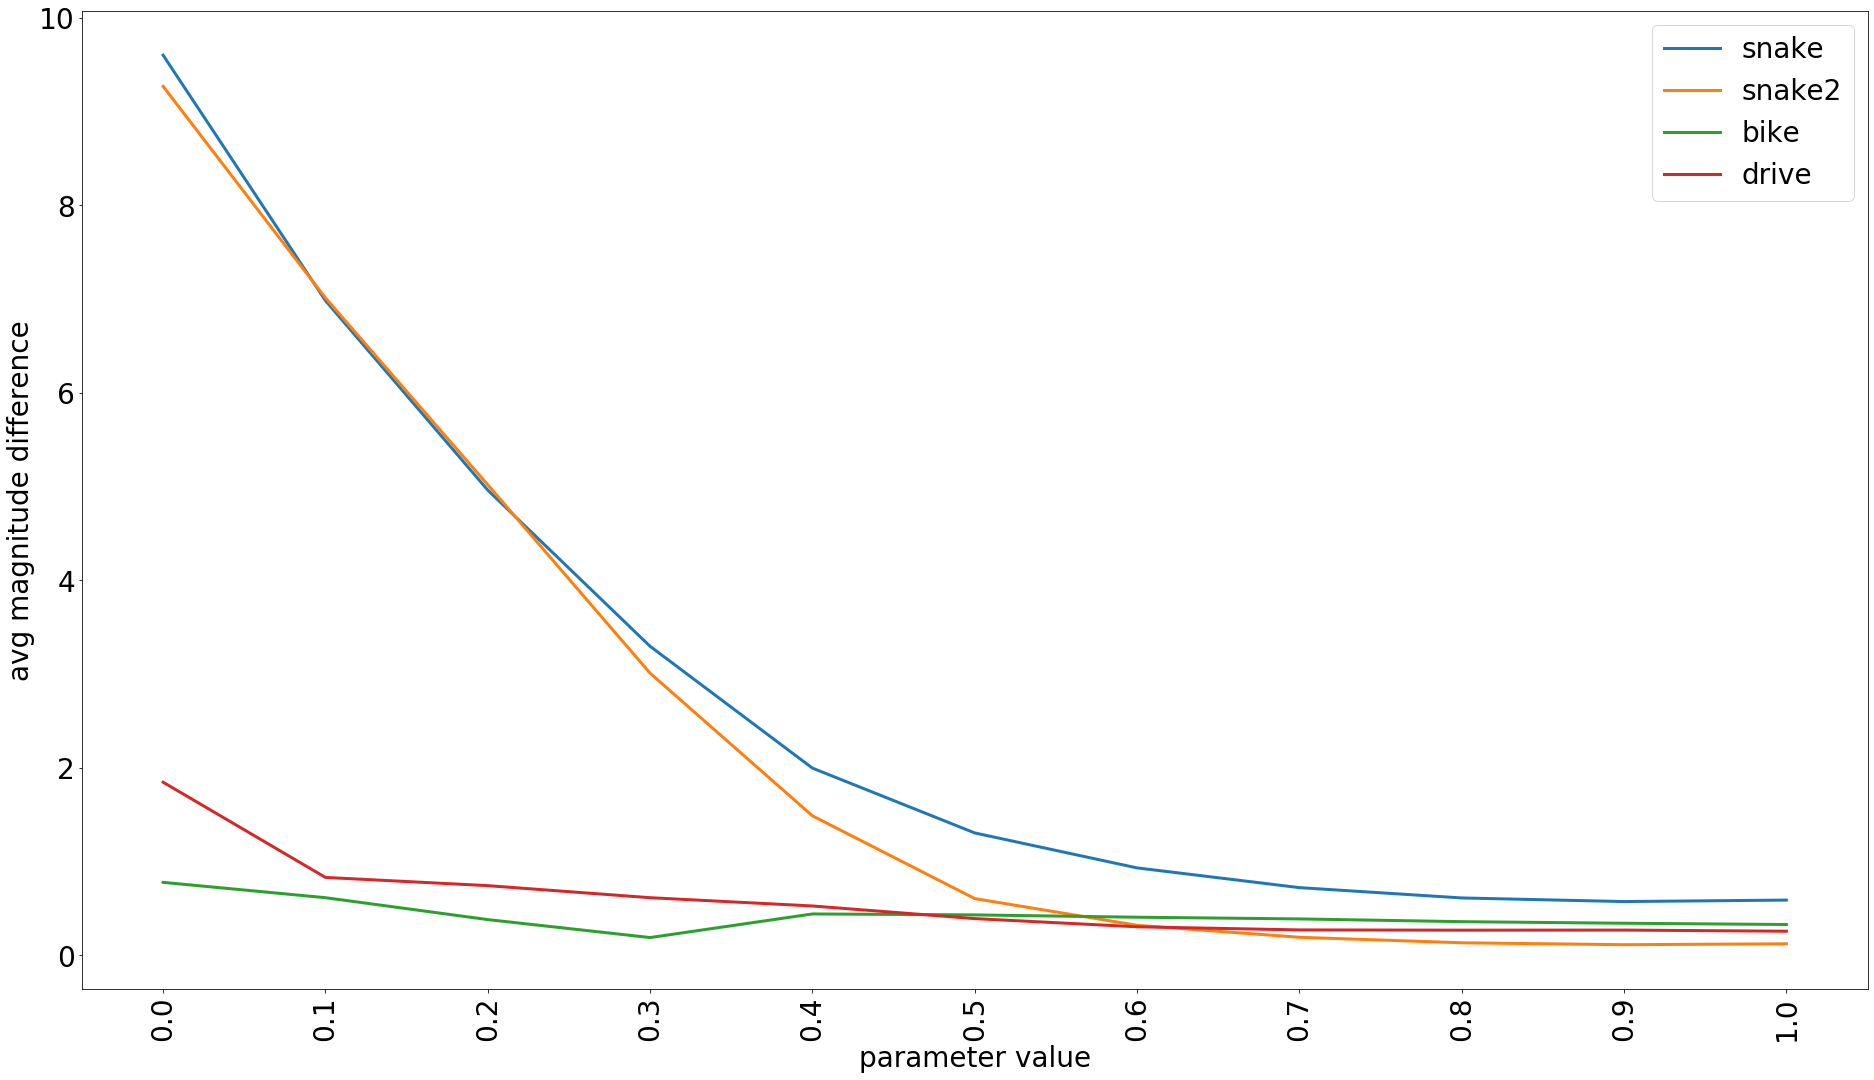 10
8
6
4
2
0
avg magnitude difference
snake
snake2
bike
drive
0.0 0.1 0.2 0.3 0.4 0.5 0.6 0.7 0.8 0.9 1.0
parameter value